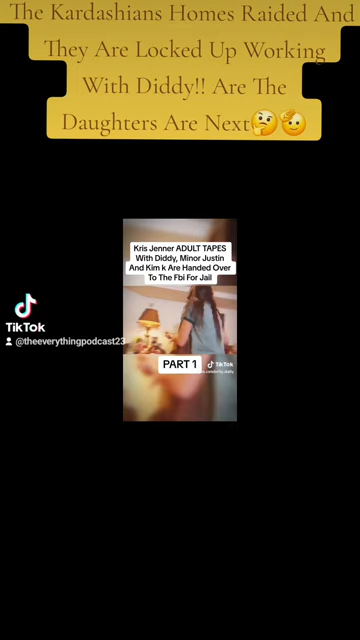 The Kardashians Homes Raided And
They Are Locked Up Working
With Diddy!! Are The
Daughters Are Next🤔🫡
Kris Jenner ADULT TAPES
With Diddy, Minor Justin
And Kim k Are Handed Over
To The Fbi For Jail
TikTok
@theeverythingpodcast23
PART 1
TikTok